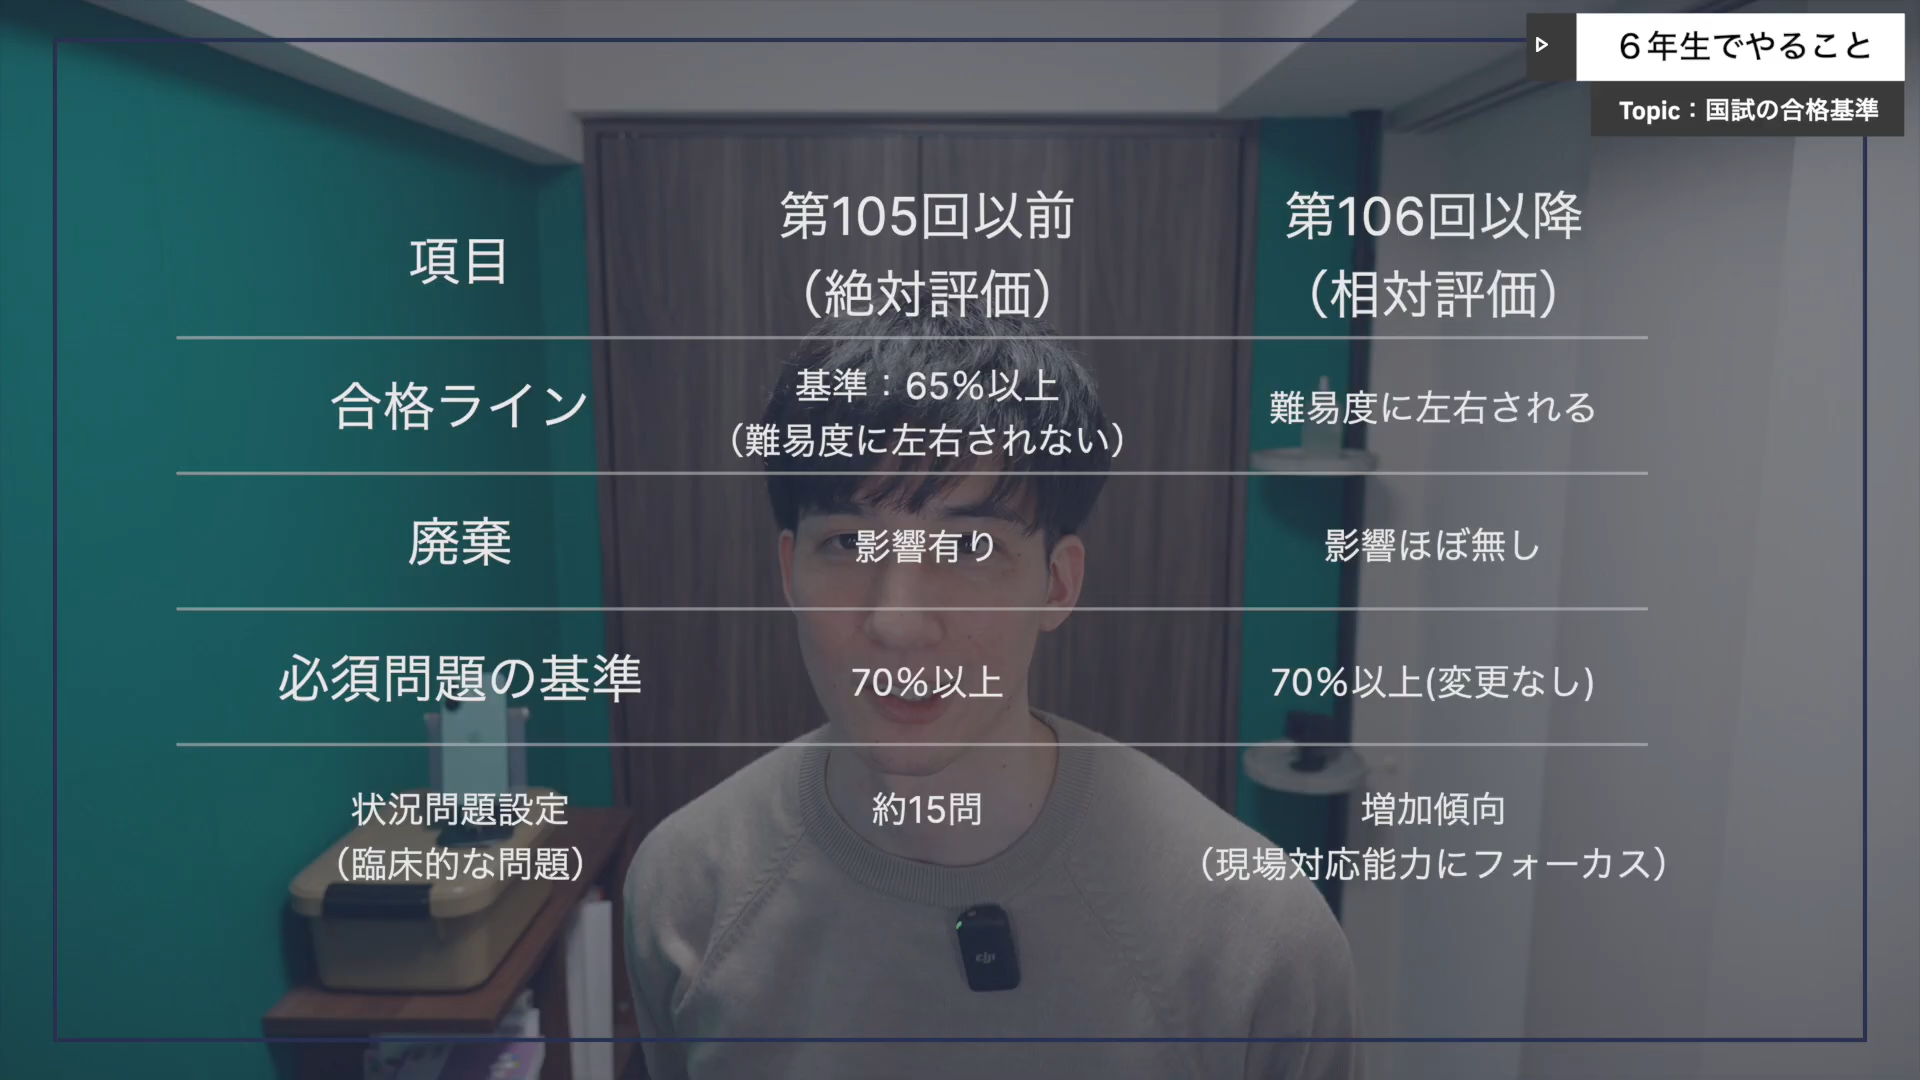 6年生でやること
Topic：国試の合格基準
項目
第105回以前
（絶対評価）
第106回以降
（相対評価）
合格ライン
基準：65%以上
（難易度に左右されない）
難易度に左右される
廃棄
影響有り
影響ほぼ無し
必須問題の基準
70%以上
70%以上(変更なし)
状況問題設定
（臨床的な問題）
約15問
増加傾向
（現場対応能力にフォーカス）
dji